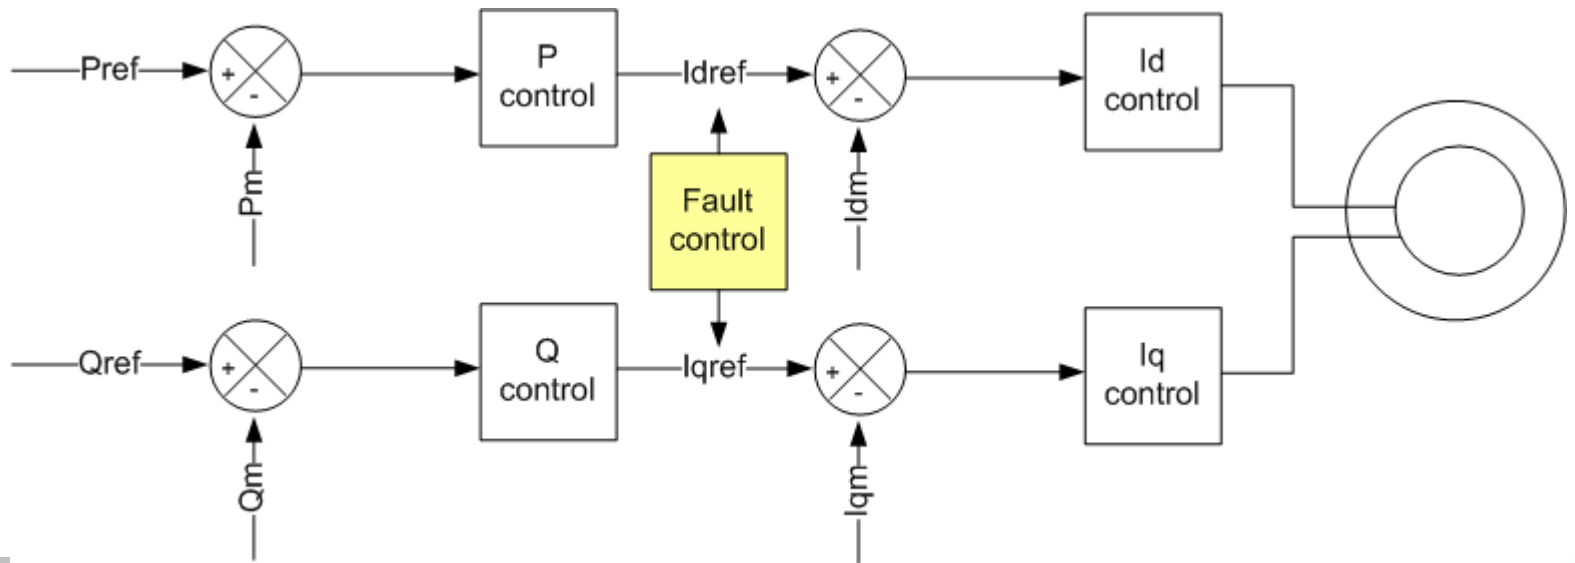 Pref
+
-
Pm
P
control
Idref
+
-
Idm
Id
control
Fault
control
Qref
+
-
Qm
Q
control
Iqref
+
-
Iqm
Iq
control